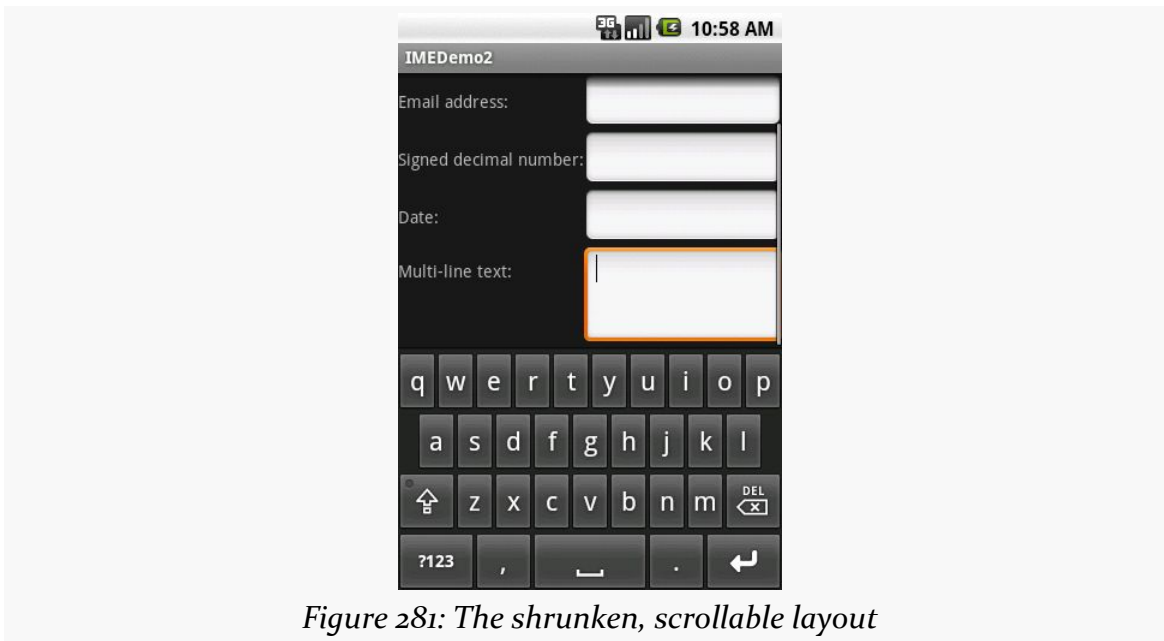 3G 10:58 AM
IMEDemo2
Email address:
Signed decimal number:
Date:
Multi-line text:
q w e r t y u i o p
a s d f g h j k l
z x c v b n m DEL
?123 , .
Figure 281: The shrunken, scrollable layout